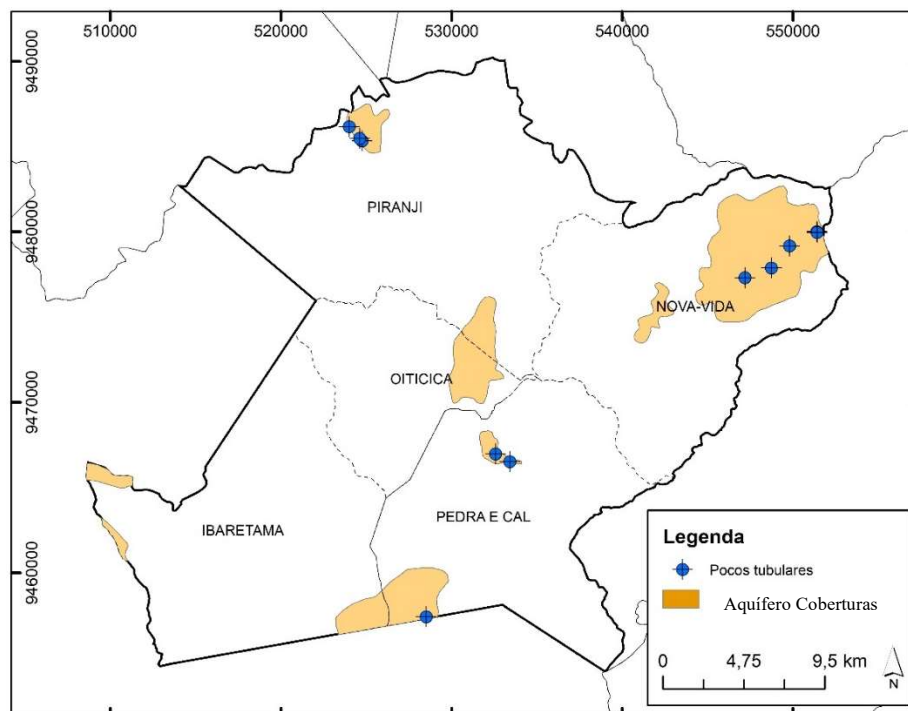 510000 520000 530000 540000 550000
9490000
9480000
9470000
9460000
PIRANJI
NOVA-VIDA
OITICICA
IBARETAMA
PEDRA E CAL
Legenda
Pocos tubulares
Aquífero Coberturas
0 4,75 9,5 km
N